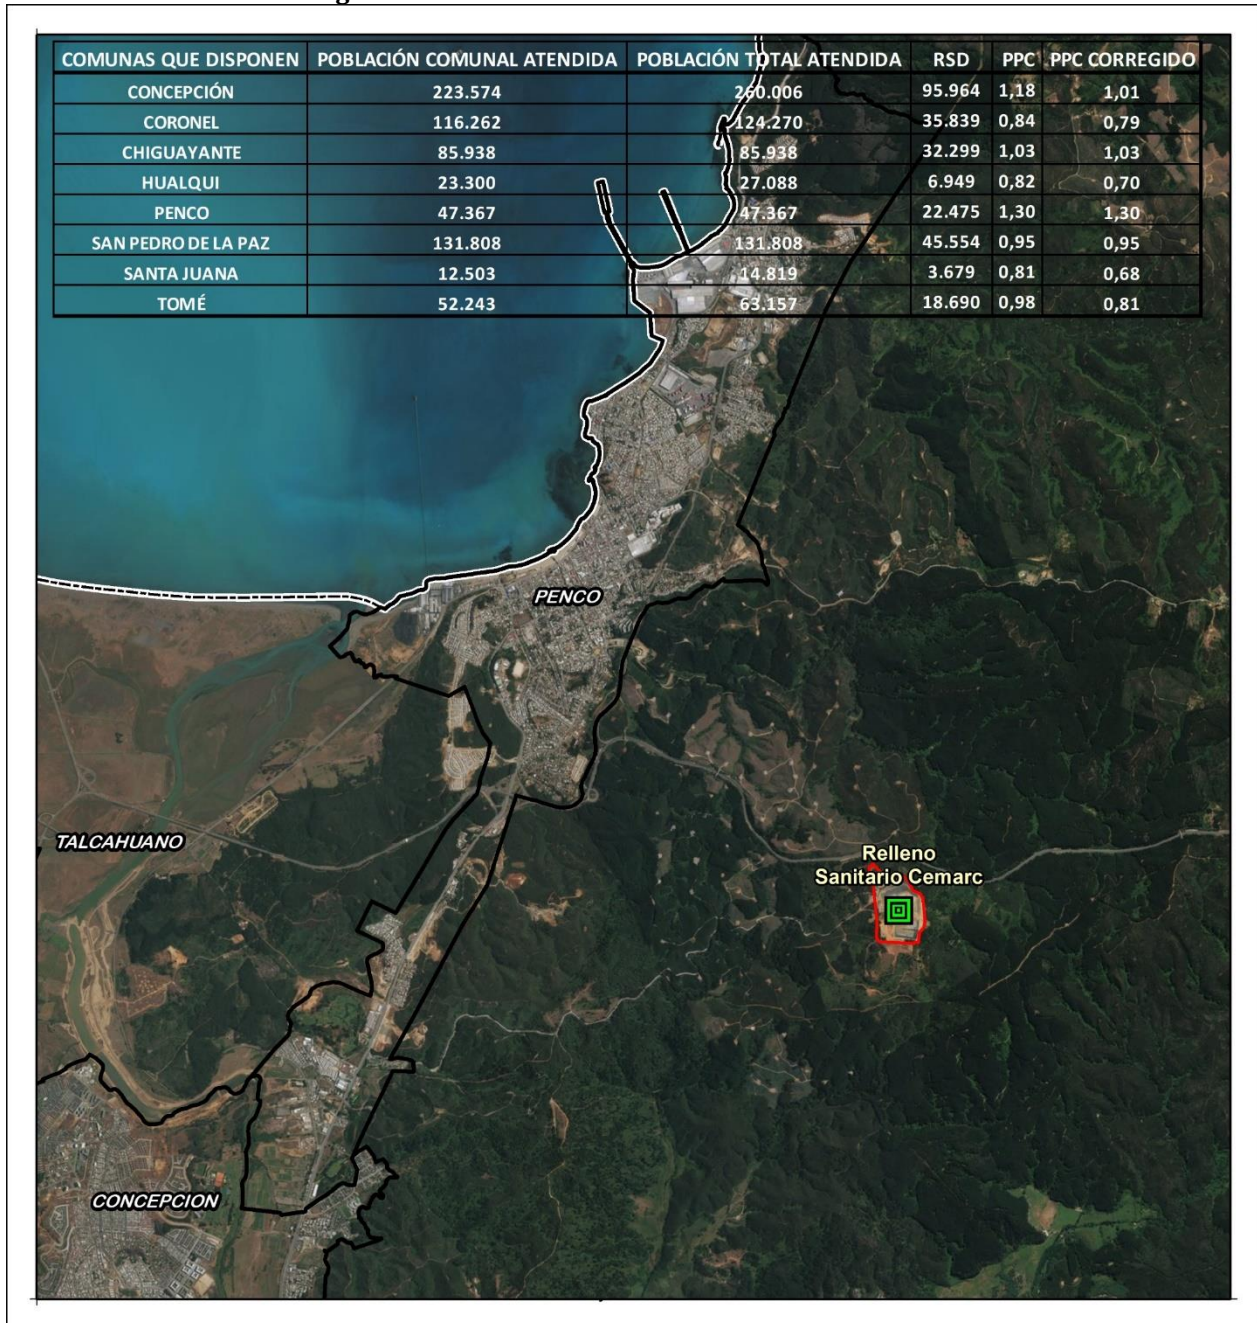 COMUNAS QUE DISPONEN POBLACIÓN COMUNAL ATENDIDA POBLACIÓN TOTAL ATENDIDA RSD PPC PPC CORREGIDO
CONCEPCIÓN 223.574 260.006 95.964 1,18 1,01
CORONEL 116.262 124.270 35.839 0,84 0,79
CHIGUAYANTE 85.938 85.938 32.299 1,03 1,03
HUALQUI 23.300 27.088 6.949 0,82 0,70
PENCO 47.367 47.367 22.475 1,30 1,30
SAN PEDRO DE LA PAZ 131.808 131.808 45.554 0,95 0,95
SANTA JUANA 12.503 14.819 3.679 0,81 0,68
TOMÉ 52.243 63.157 18.690 0,98 0,81
PENCO
TALCAHUANO
Relleno
Sanitario Cemarc
CONCEPCION